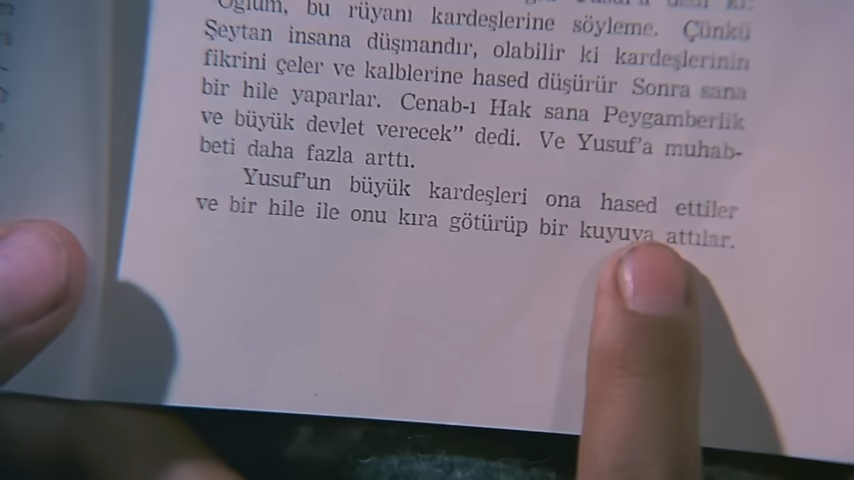 Oğlum, bu rüyanı kardeşlerine söyleme. Çünkü
Şeytan insana düşmandır, olabilir ki kardeşlerinin
fikrini çeler ve kalblerine hased düşürür Sonra sana
bir hile yaparlar. Cenab-ı Hak sana Peygamberlik
ve büyük devlet verecek” dedi. Ve Yusuf’a muhab-
beti daha fazla arttı.
Yusuf’un büyük kardeşleri ona hased ettiler
ve bir hile ile onu kıra götürüp bir kuyuya attılar.